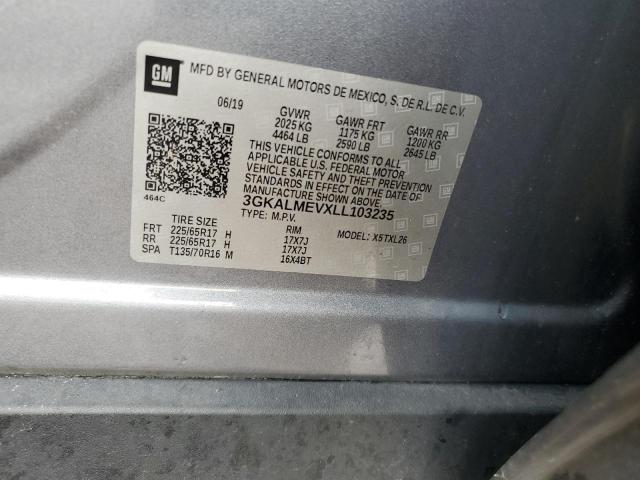 GM
MFD BY GENERAL MOTORS DE MEXICO, S. DE R.L. DE C.V.
06/19 GVWR GAWR FRT GAWR RR
2025 KG 1175 KG 1200 KG
4464 LB 2590 LB 2645 LB
THIS VEHICLE CONFORMS TO ALL
APPLICABLE U.S. FEDERAL MOTOR
VEHICLE SAFETY AND THEFT PREVENTION
STANDARDS IN EFFECT ON THE DATE OF
MANUFACTURE SHOWN ABOVE.
464C 3GKALMEVXLL103235
TYPE: M.P.V. MODEL: X5TXL26
TIRE SIZE RIM
FRT 225/65R17 H 17X7J
RR 225/65R17 H 17X7J
SPA T135/70R16 M 16X4BT